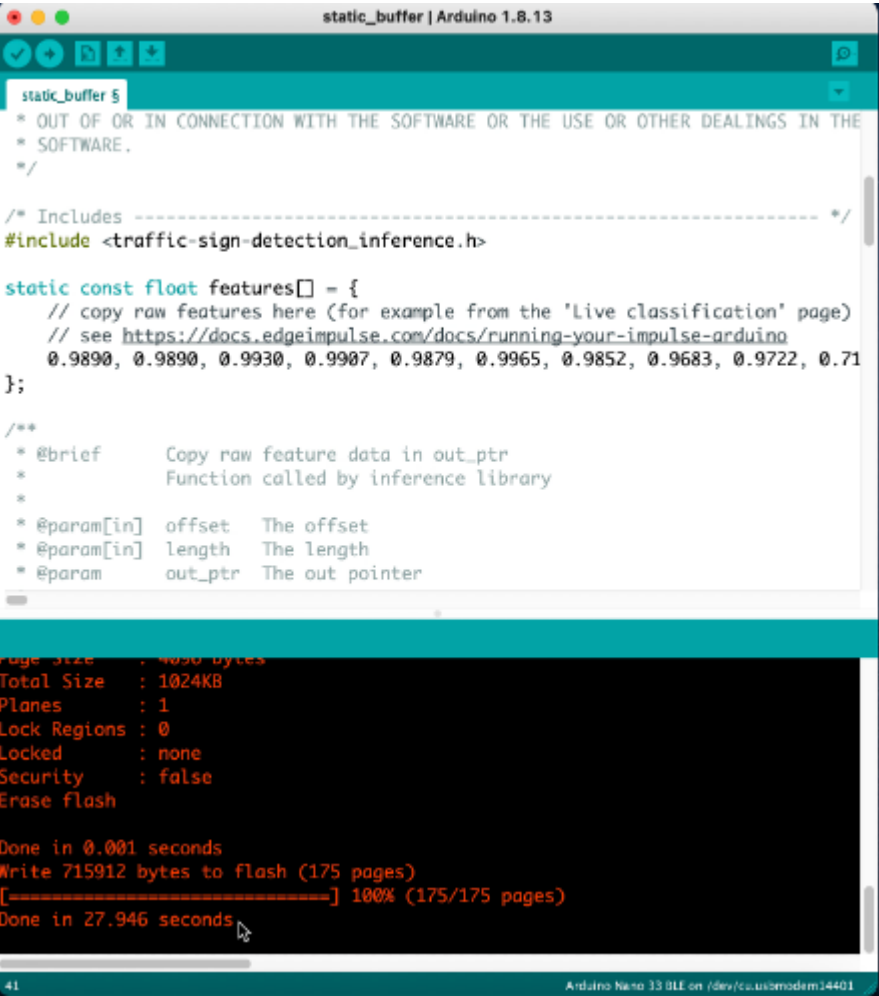 static_buffer | Arduino 1.8.13
static_buffer §
* OUT OF OR IN CONNECTION WITH THE SOFTWARE OR THE USE OR OTHER DEALINGS IN THE
* SOFTWARE.
*/
/* Includes ---------------------------------------------------------------- */
#include <traffic-sign-detection_inference.h>
static const float features[] = {
// copy raw features here (for example from the 'Live classification' page)
// see https://docs.edgeimpulse.com/docs/running-your-impulse-arduino
0.9890, 0.9890, 0.9930, 0.9907, 0.9879, 0.9965, 0.9852, 0.9683, 0.9722, 0.71
};
/**
* @brief Copy raw feature data in out_ptr
* Function called by inference library
*
* @param[in] offset The offset
* @param[in] length The length
* @param out_ptr The out pointer
Page Size : 4096 bytes
Total Size : 1024KB
Planes : 1
Lock Regions : 0
Locked : none
Security : false
Erase flash
Done in 0.001 seconds
Write 715912 bytes to flash (175 pages)
[==============================] 100% (175/175 pages)
Done in 27.946 seconds
41
Arduino Nano 33 BLE on /dev/cu.usbmodem14401